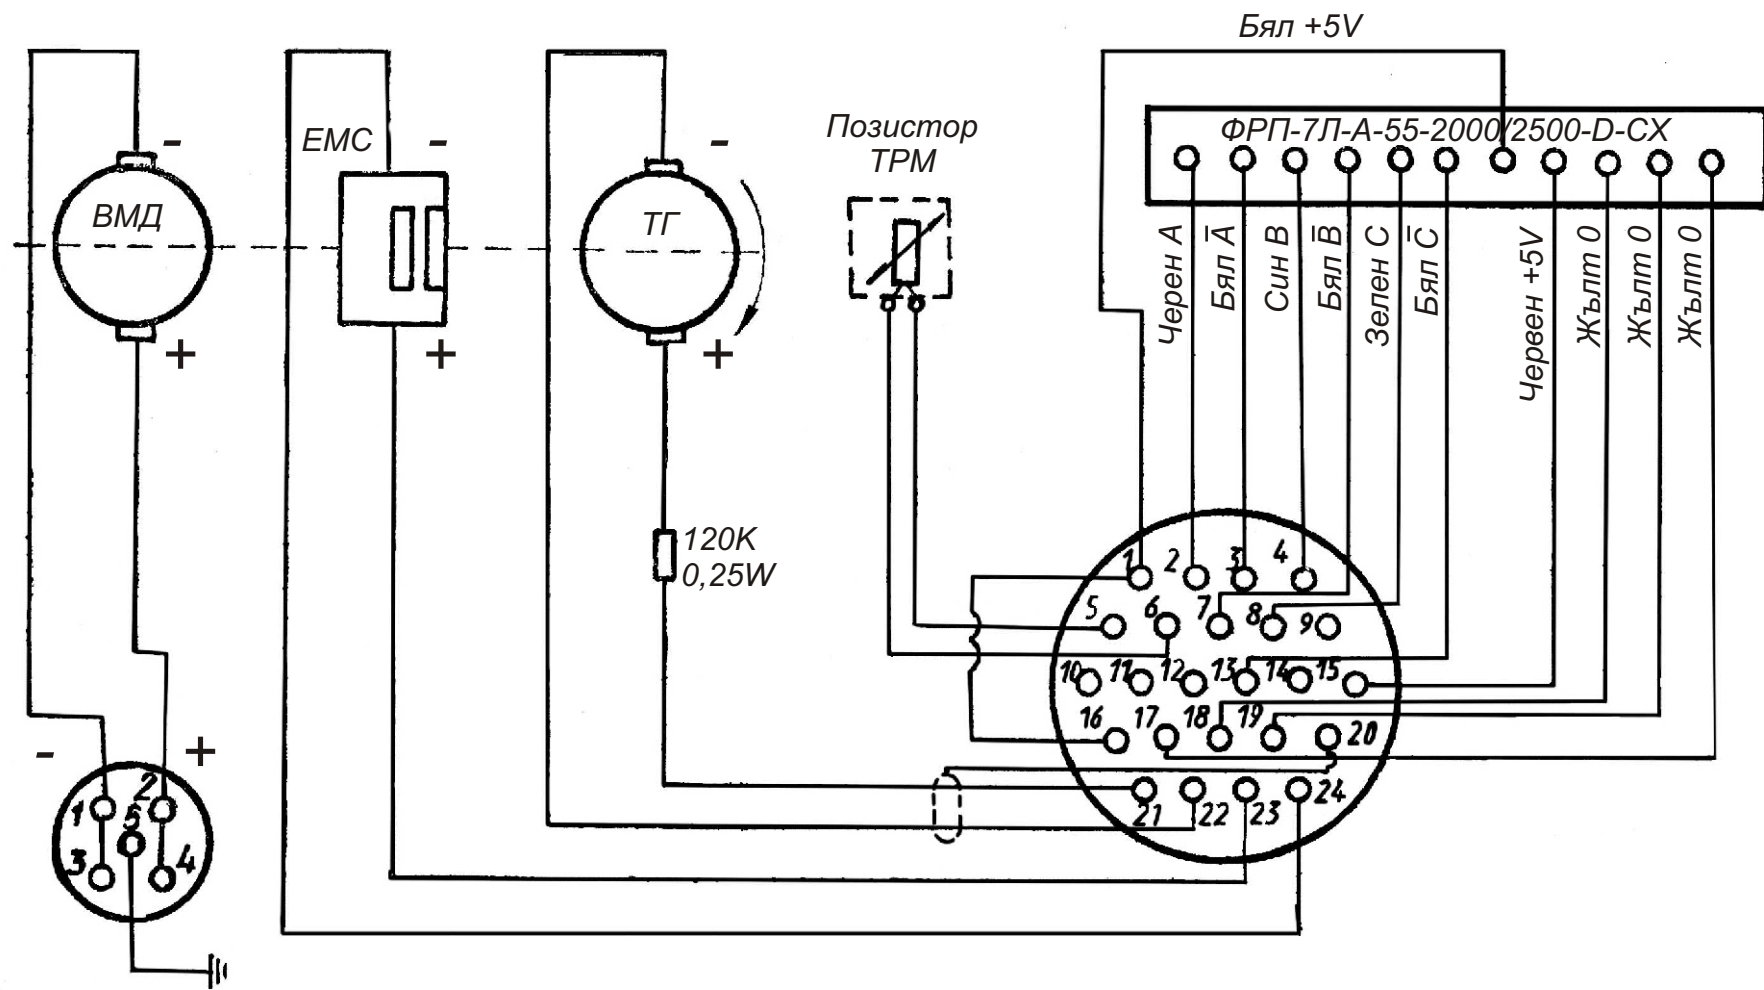 Бял +5V
ФРП-7Л-А-55-2000/2500-D-CX
Позистор
ТРМ
ЕМС
-
-
-
ВМД
ТГ
+
+
+
Черен A
Бял A̅
Син B
Бял B̅
Зелен C
Бял C̅
Червен +5V
Жълт 0
Жълт 0
Жълт 0
120K
0,25W
1 2 3 4
5 6 7 8 9
10 11 12 13 14 15
16 17 18 19 20
21 22 23 24
- +
1 2
5
3 4